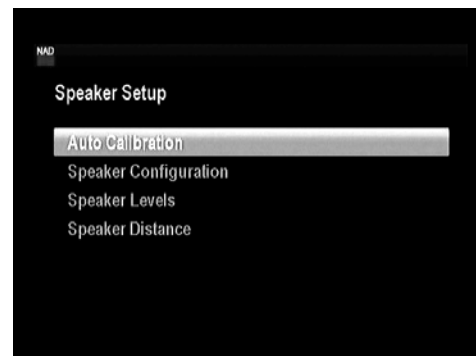 NAD
Speaker Setup
Auto Calibration
Speaker Configuration
Speaker Levels
Speaker Distance